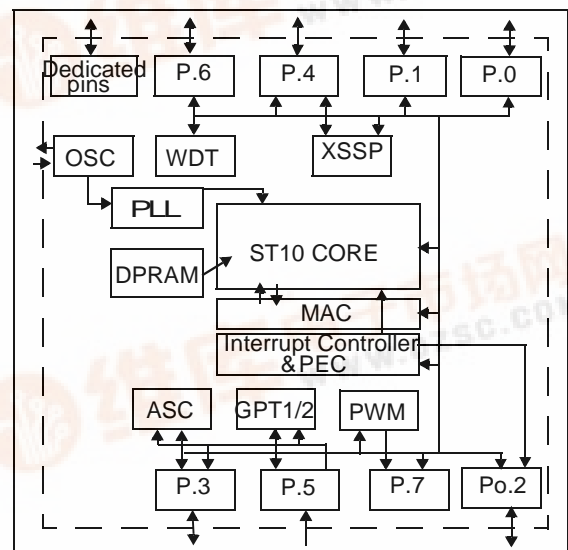 Dedicated
pins
P.6
P.4
P.1
P.0
OSC
WDT
XSSP
PLL
DPRAM
ST10 CORE
MAC
Interrupt Controller
&PEC
ASC
GPT1/2
PWM
P.3
P.5
P.7
Po.2